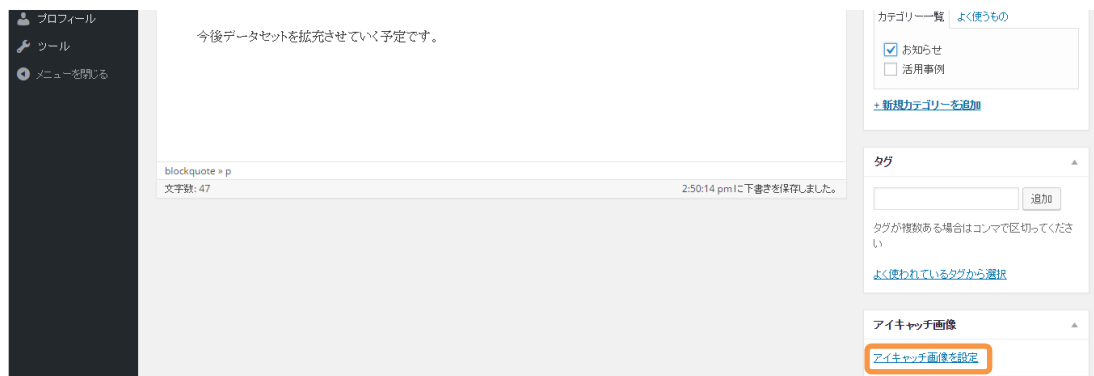 プロフィール
ツール
メニューを閉じる
今後データセットを拡充させていく予定です。
blockquote » p
文字数: 47
2:50:14 pm に下書きを保存しました。
カテゴリー一覧 よく使うもの
お知らせ
活用事例
+ 新規カテゴリーを追加
タグ
追加
タグが複数ある場合はコンマで区切ってくださ
い
よく使われているタグから選択
アイキャッチ画像
アイキャッチ画像を設定